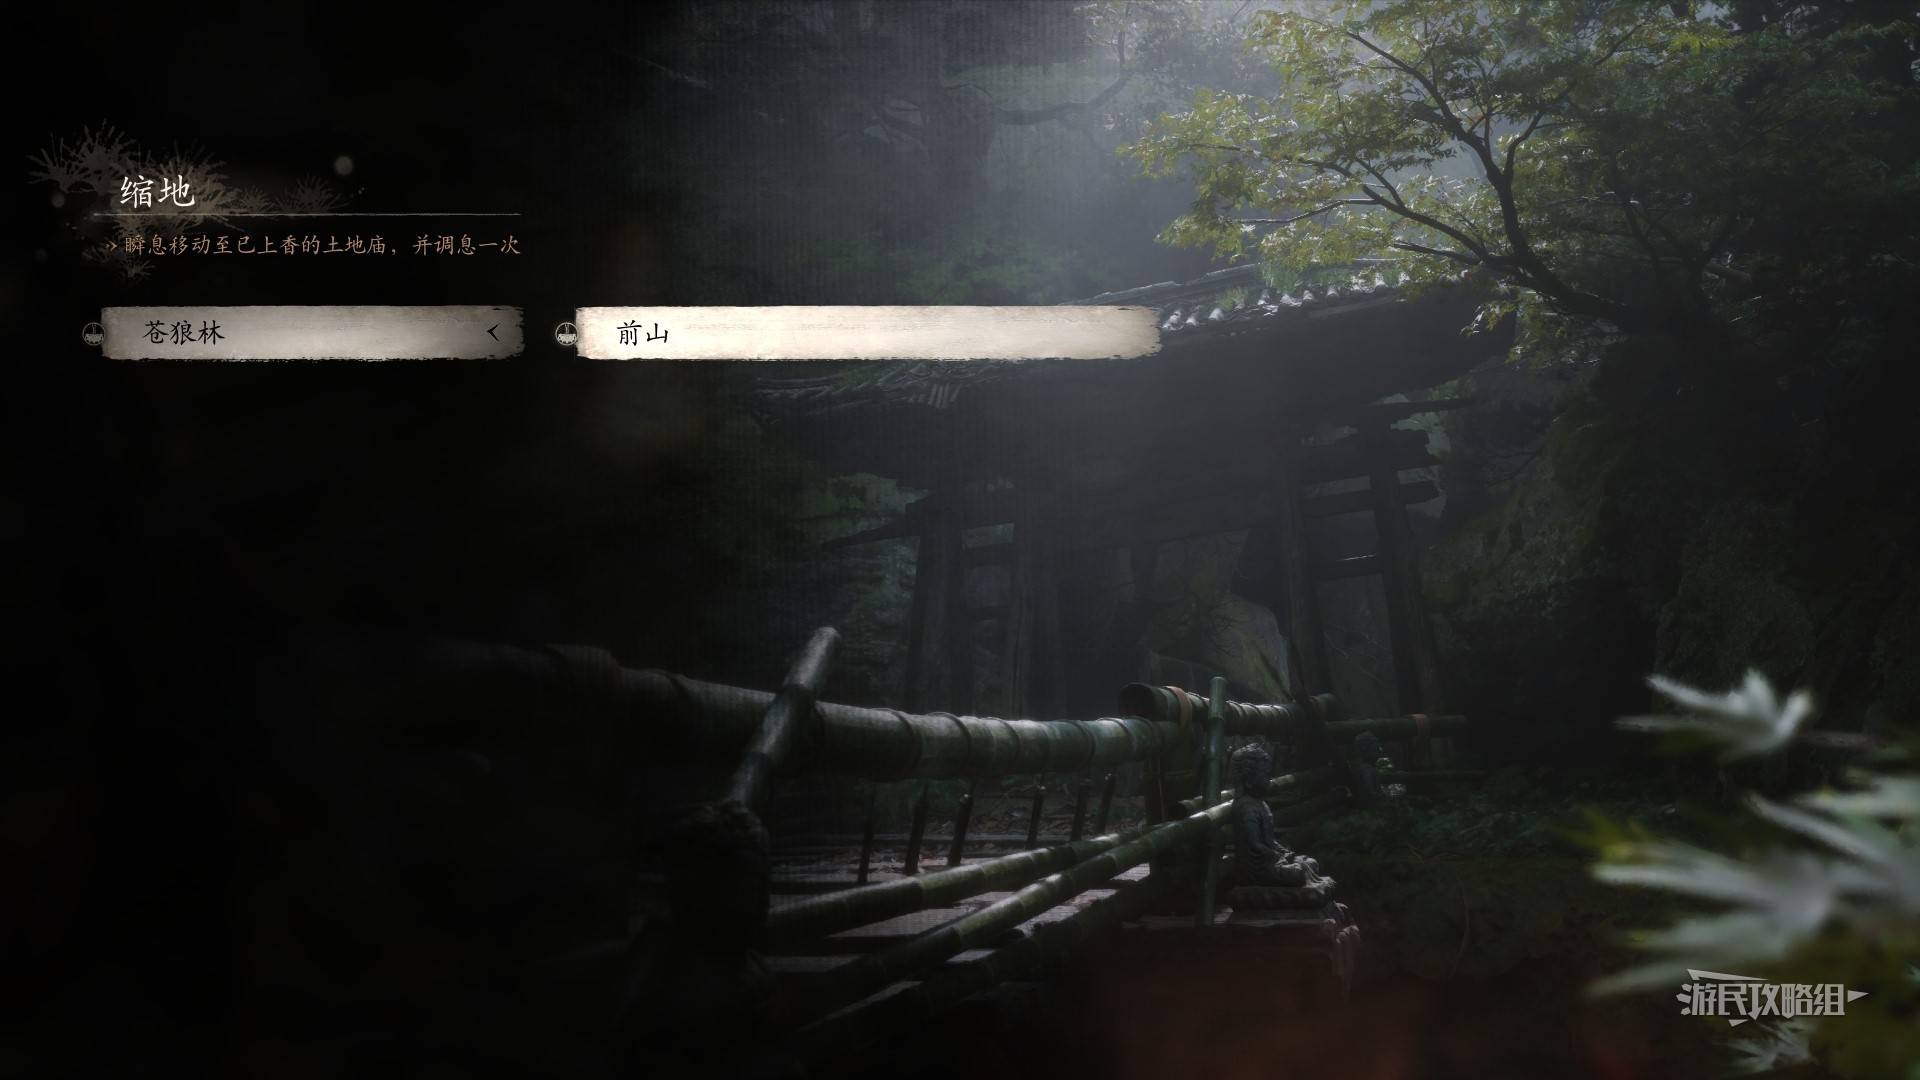 缩地
瞬息移动至已上香的土地庙，并调息一次
苍狼林
前山
游民攻略组